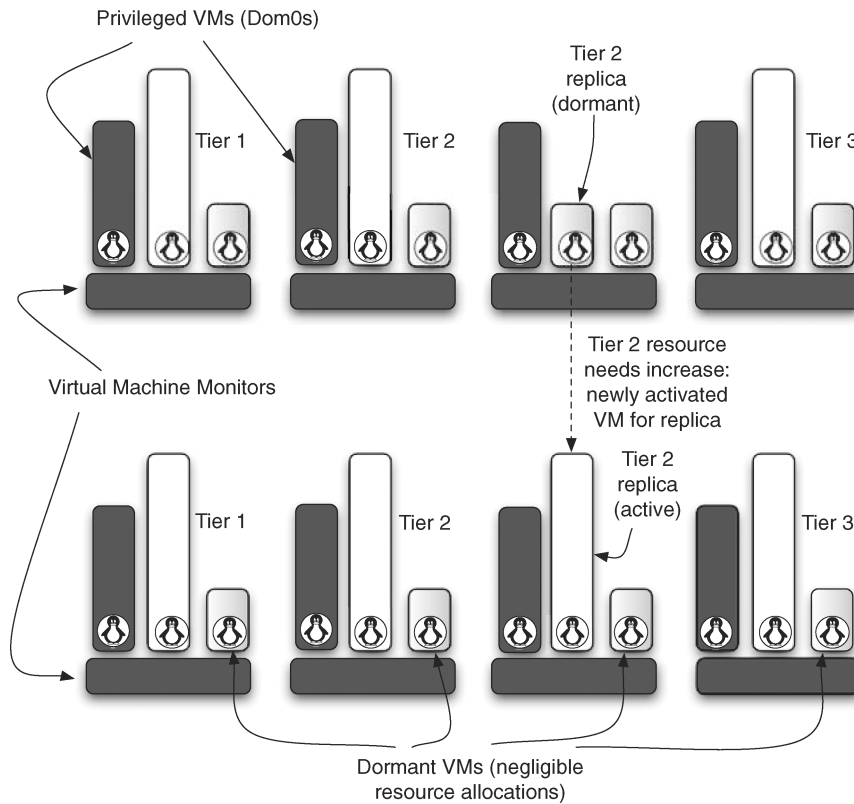 Privileged VMs (Dom0s)
Tier 2
replica
(dormant)
Tier 1
Tier 2
Tier 3
Tier 2 resource
needs increase:
newly activated
VM for replica
Virtual Machine Monitors
Tier 2
replica
(active)
Tier 1
Tier 2
Tier 3
Dormant VMs (negligible
resource allocations)